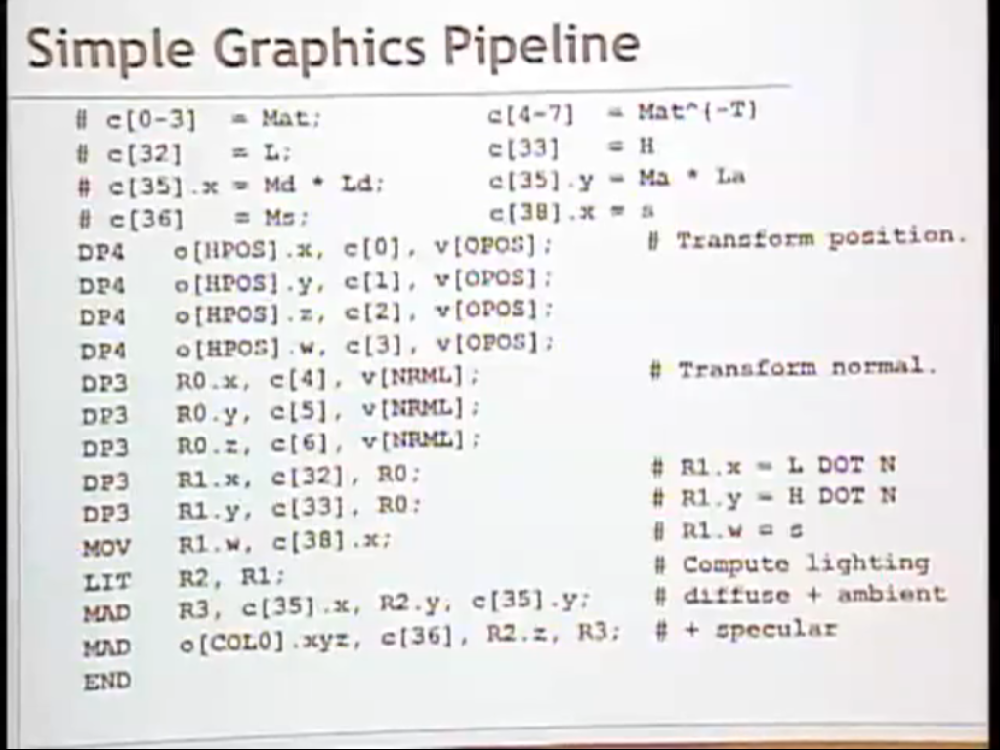 Simple Graphics Pipeline
# c[0-3] = Mat; c[4-7] = Mat^(-T)
# c[32] = L; c[33] = H
# c[35].x = Md * Ld; c[35].y = Ma * La
# c[36] = Ms; c[38].x = s
DP4 o[HPOS].x, c[0], v[OPOS]; # Transform position.
DP4 o[HPOS].y, c[1], v[OPOS];
DP4 o[HPOS].z, c[2], v[OPOS];
DP4 o[HPOS].w, c[3], v[OPOS];
DP3 R0.x, c[4], v[NRML]; # Transform normal.
DP3 R0.y, c[5], v[NRML];
DP3 R0.z, c[6], v[NRML];
DP3 R1.x, c[32], R0; # R1.x = L DOT N
DP3 R1.y, c[33], R0; # R1.y = H DOT N
MOV R1.w, c[38].x; # R1.w = s
LIT R2, R1; # Compute lighting
MAD R3, c[35].x, R2.y, c[35].y; # diffuse + ambient
MAD o[COL0].xyz, c[36], R2.z, R3; # + specular
END